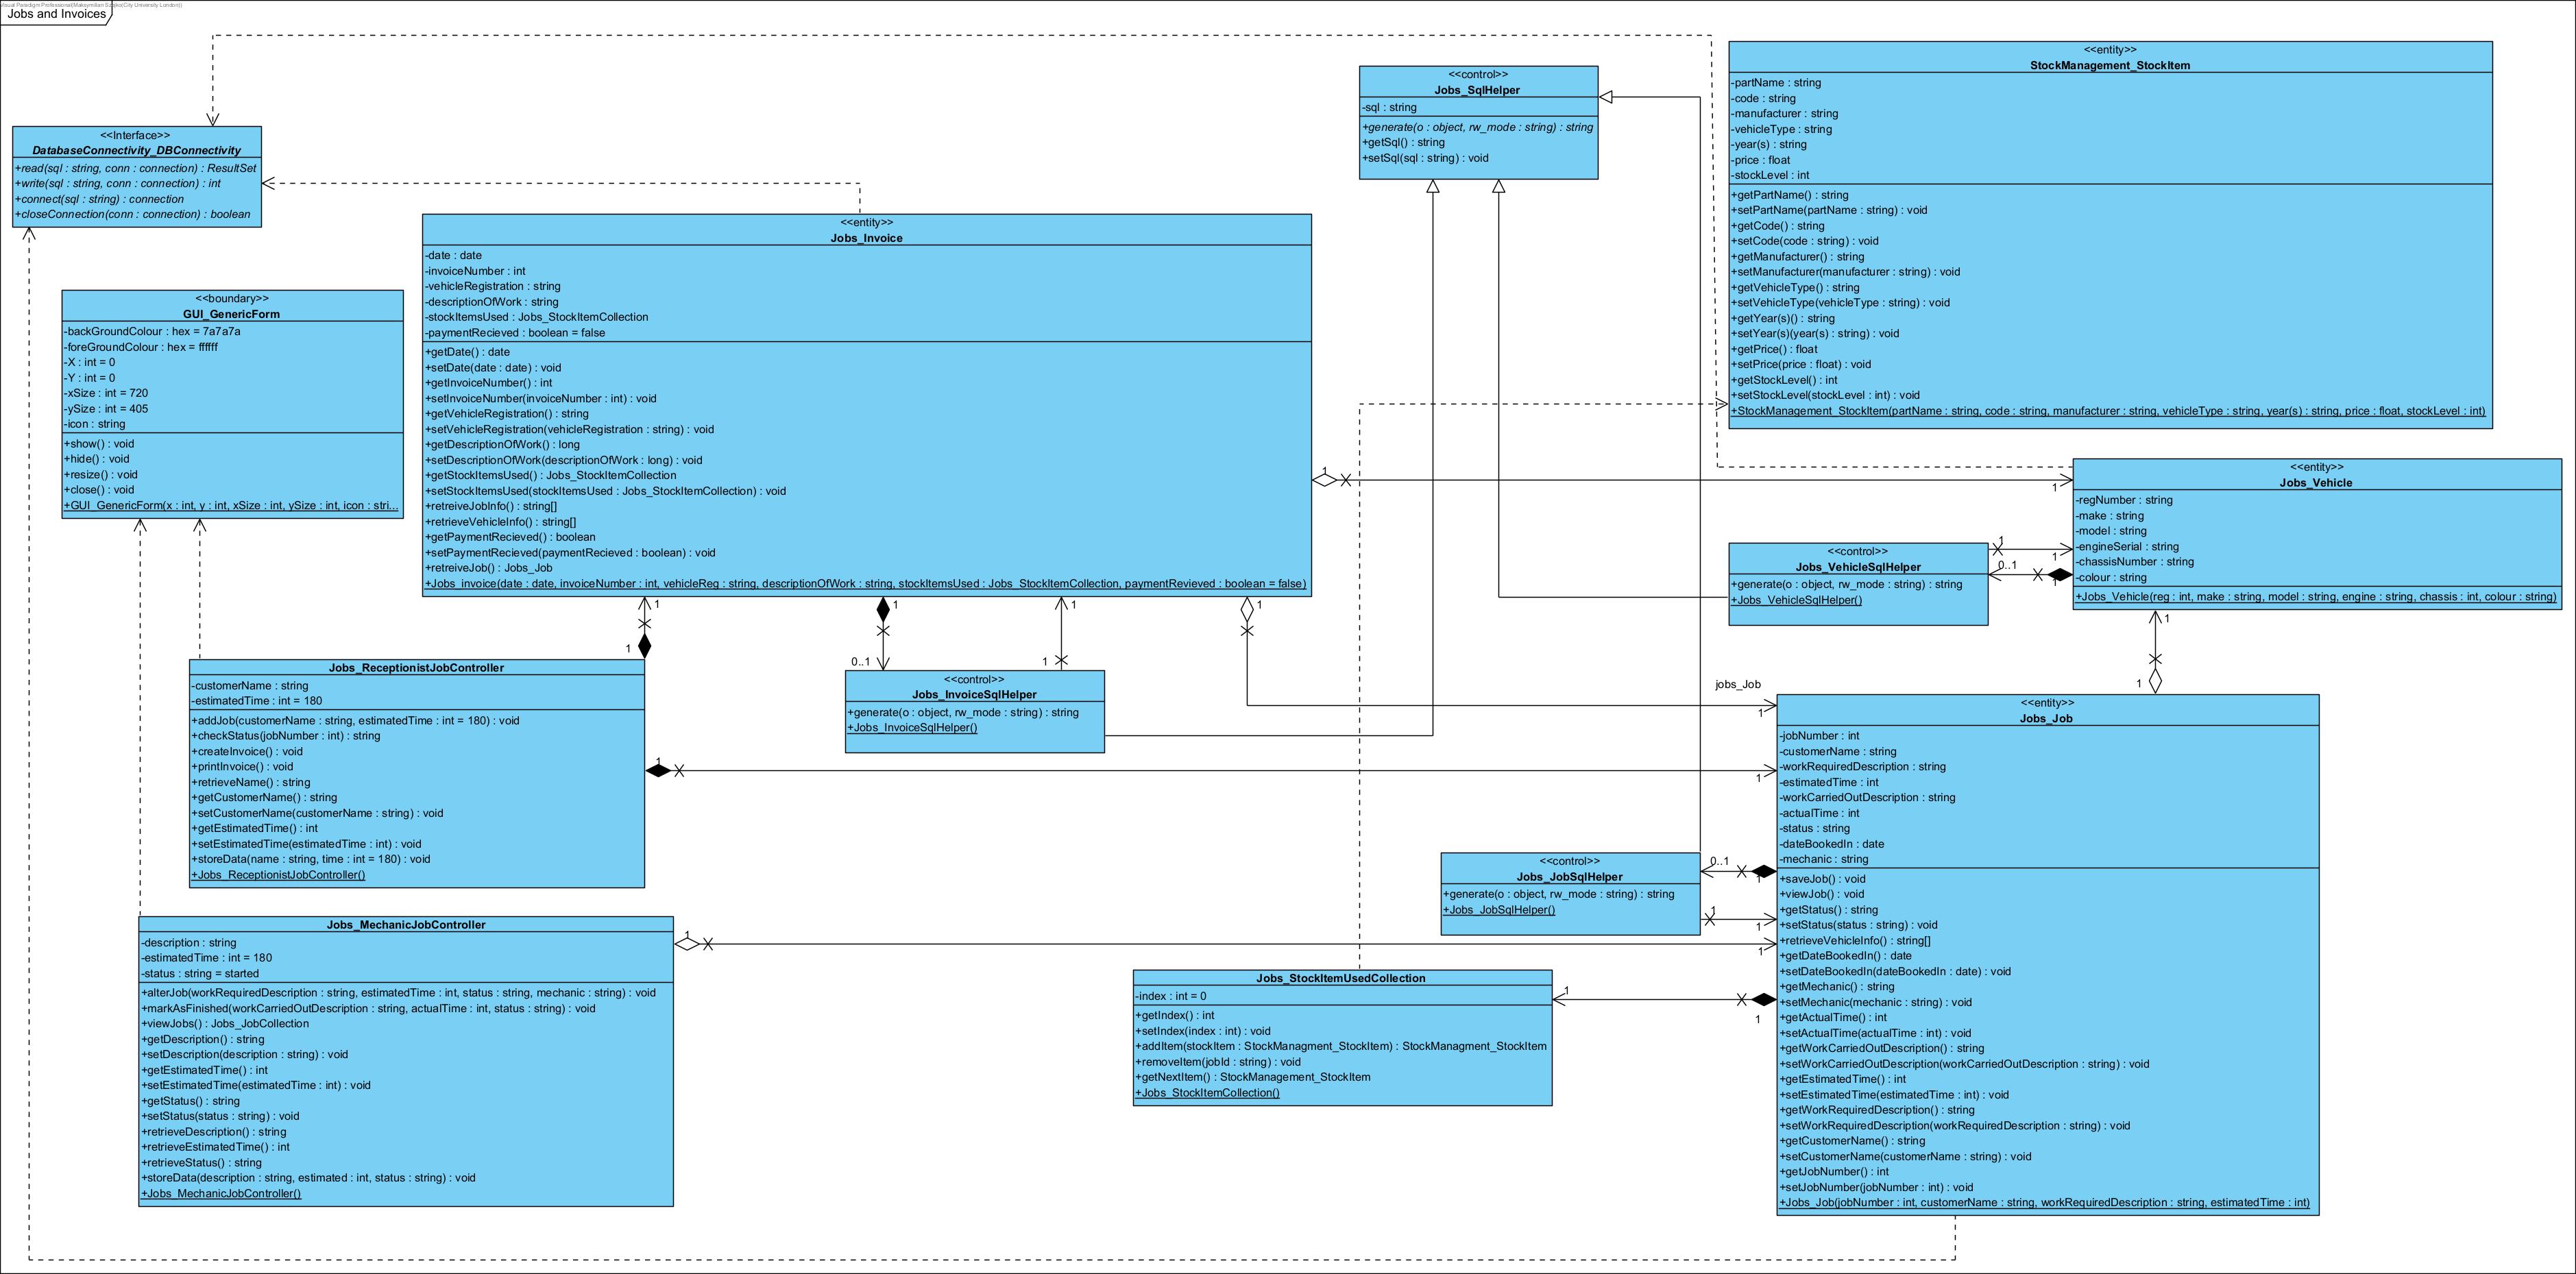 Visual Paradigm Professional(Maksymilian Szopko(City University London))
Jobs and Invoices
<<Interface>>
DatabaseConnectivity_DBConnectivity
+read(sql : string, conn : connection) : ResultSet
+write(sql : string, conn : connection) : int
+connect(sql : string) : connection
+closeConnection(conn : connection) : boolean
<<boundary>>
GUI_GenericForm
-backGroundColour : hex = 7a7a7a
-foreGroundColour : hex = ffffff
-X : int = 0
-Y : int = 0
-xSize : int = 720
-ySize : int = 405
-icon : string
+show() : void
+hide() : void
+resize() : void
+close() : void
+GUI_GenericForm(x : int, y : int, xSize : int, ySize : int, icon : stri...
<<entity>>
Jobs_Invoice
-date : date
-invoiceNumber : int
-vehicleRegistration : string
-descriptionOfWork : string
-stockItemsUsed : Jobs_StockItemCollection
-paymentRecieved : boolean = false
+getDate() : date
+setDate(date : date) : void
+getInvoiceNumber() : int
+setInvoiceNumber(invoiceNumber : int) : void
+getVehicleRegistration() : string
+setVehicleRegistration(vehicleRegistration : string) : void
+getDescriptionOfWork() : long
+setDescriptionOfWork(descriptionOfWork : long) : void
+getStockItemsUsed() : Jobs_StockItemCollection
+setStockItemsUsed(stockItemsUsed : Jobs_StockItemCollection) : void
+retreiveJobInfo() : string[]
+retrieveVehicleInfo() : string[]
+getPaymentRecieved() : boolean
+setPaymentRecieved(paymentRecieved : boolean) : void
+retreiveJob() : Jobs_Job
+Jobs_invoice(date : date, invoiceNumber : int, vehicleReg : string, descriptionOfWork : string, stockItemsUsed : Jobs_StockItemCollection, paymentRevieved : boolean = false)
<<control>>
Jobs_SqlHelper
-sql : string
+generate(o : object, rw_mode : string) : string
+getSql() : string
+setSql(sql : string) : void
<<entity>>
StockManagement_StockItem
-partName : string
-code : string
-manufacturer : string
-vehicleType : string
-year(s) : string
-price : float
-stockLevel : int
+getPartName() : string
+setPartName(partName : string) : void
+getCode() : string
+setCode(code : string) : void
+getManufacturer() : string
+setManufacturer(manufacturer : string) : void
+getVehicleType() : string
+setVehicleType(vehicleType : string) : void
+getYear(s)() : string
+setYear(s)(year(s) : string) : void
+getPrice() : float
+setPrice(price : float) : void
+getStockLevel() : int
+setStockLevel(stockLevel : int) : void
+StockManagement_StockItem(partName : string, code : string, manufacturer : string, vehicleType : string, year(s) : string, price : float, stockLevel : int)
1
1
<<entity>>
Jobs_Vehicle
-regNumber : string
-make : string
-model : string
-engineSerial : string
-chassisNumber : string
-colour : string
+Jobs_Vehicle(reg : int, make : string, model : string, engine : string, chassis : int, colour : string)
<<control>>
Jobs_VehicleSqlHelper
+generate(o : object, rw_mode : string) : string
+Jobs_VehicleSqlHelper()
1
1
0..1
1
1
1
1
1
0..1
1
1
1
Jobs_ReceptionistJobController
-customerName : string
-estimatedTime : int = 180
+addJob(customerName : string, estimatedTime : int = 180) : void
+checkStatus(jobNumber : int) : string
+createInvoice() : void
+printInvoice() : void
+retrieveName() : string
+getCustomerName() : string
+setCustomerName(customerName : string) : void
+getEstimatedTime() : int
+setEstimatedTime(estimatedTime : int) : void
+storeData(name : string, time : int = 180) : void
+Jobs_ReceptionistJobController()
<<control>>
Jobs_InvoiceSqlHelper
+generate(o : object, rw_mode : string) : string
+Jobs_InvoiceSqlHelper()
jobs_Job
1
1
1
1
1
<<entity>>
Jobs_Job
-jobNumber : int
-customerName : string
-workRequiredDescription : string
-estimatedTime : int
-workCarriedOutDescription : string
-actualTime : int
-status : string
-dateBookedIn : date
-mechanic : string
+saveJob() : void
+viewJob() : void
+getStatus() : string
+setStatus(status : string) : void
+retrieveVehicleInfo() : string[]
+getDateBookedIn() : date
+setDateBookedIn(dateBookedIn : date) : void
+getMechanic() : string
+setMechanic(mechanic : string) : void
+getActualTime() : int
+setActualTime(actualTime : int) : void
+getWorkCarriedOutDescription() : string
+setWorkCarriedOutDescription(workCarriedOutDescription : string) : void
+getEstimatedTime() : int
+setEstimatedTime(estimatedTime : int) : void
+getWorkRequiredDescription() : string
+setWorkRequiredDescription(workRequiredDescription : string) : void
+getCustomerName() : string
+setCustomerName(customerName : string) : void
+getJobNumber() : int
+setJobNumber(jobNumber : int) : void
+Jobs_Job(jobNumber : int, customerName : string, workRequiredDescription : string, estimatedTime : int)
<<control>>
Jobs_JobSqlHelper
+generate(o : object, rw_mode : string) : string
+Jobs_JobSqlHelper()
0..1
1
1
1
Jobs_MechanicJobController
-description : string
-estimatedTime : int = 180
-status : string = started
+alterJob(workRequiredDescription : string, estimatedTime : int, status : string, mechanic : string) : void
+markAsFinished(workCarriedOutDescription : string, actualTime : int, status : string) : void
+viewJobs() : Jobs_JobCollection
+getDescription() : string
+setDescription(description : string) : void
+getEstimatedTime() : int
+setEstimatedTime(estimatedTime : int) : void
+getStatus() : string
+setStatus(status : string) : void
+retrieveDescription() : string
+retrieveEstimatedTime() : int
+retrieveStatus() : string
+storeData(description : string, estimated : int, status : string) : void
+Jobs_MechanicJobController()
1
1
Jobs_StockItemUsedCollection
-index : int = 0
+getIndex() : int
+setIndex(index : int) : void
+addItem(stockItem : StockManagment_StockItem) : StockManagment_StockItem
+removeItem(jobId : string) : void
+getNextItem() : StockManagement_StockItem
+Jobs_StockItemCollection()